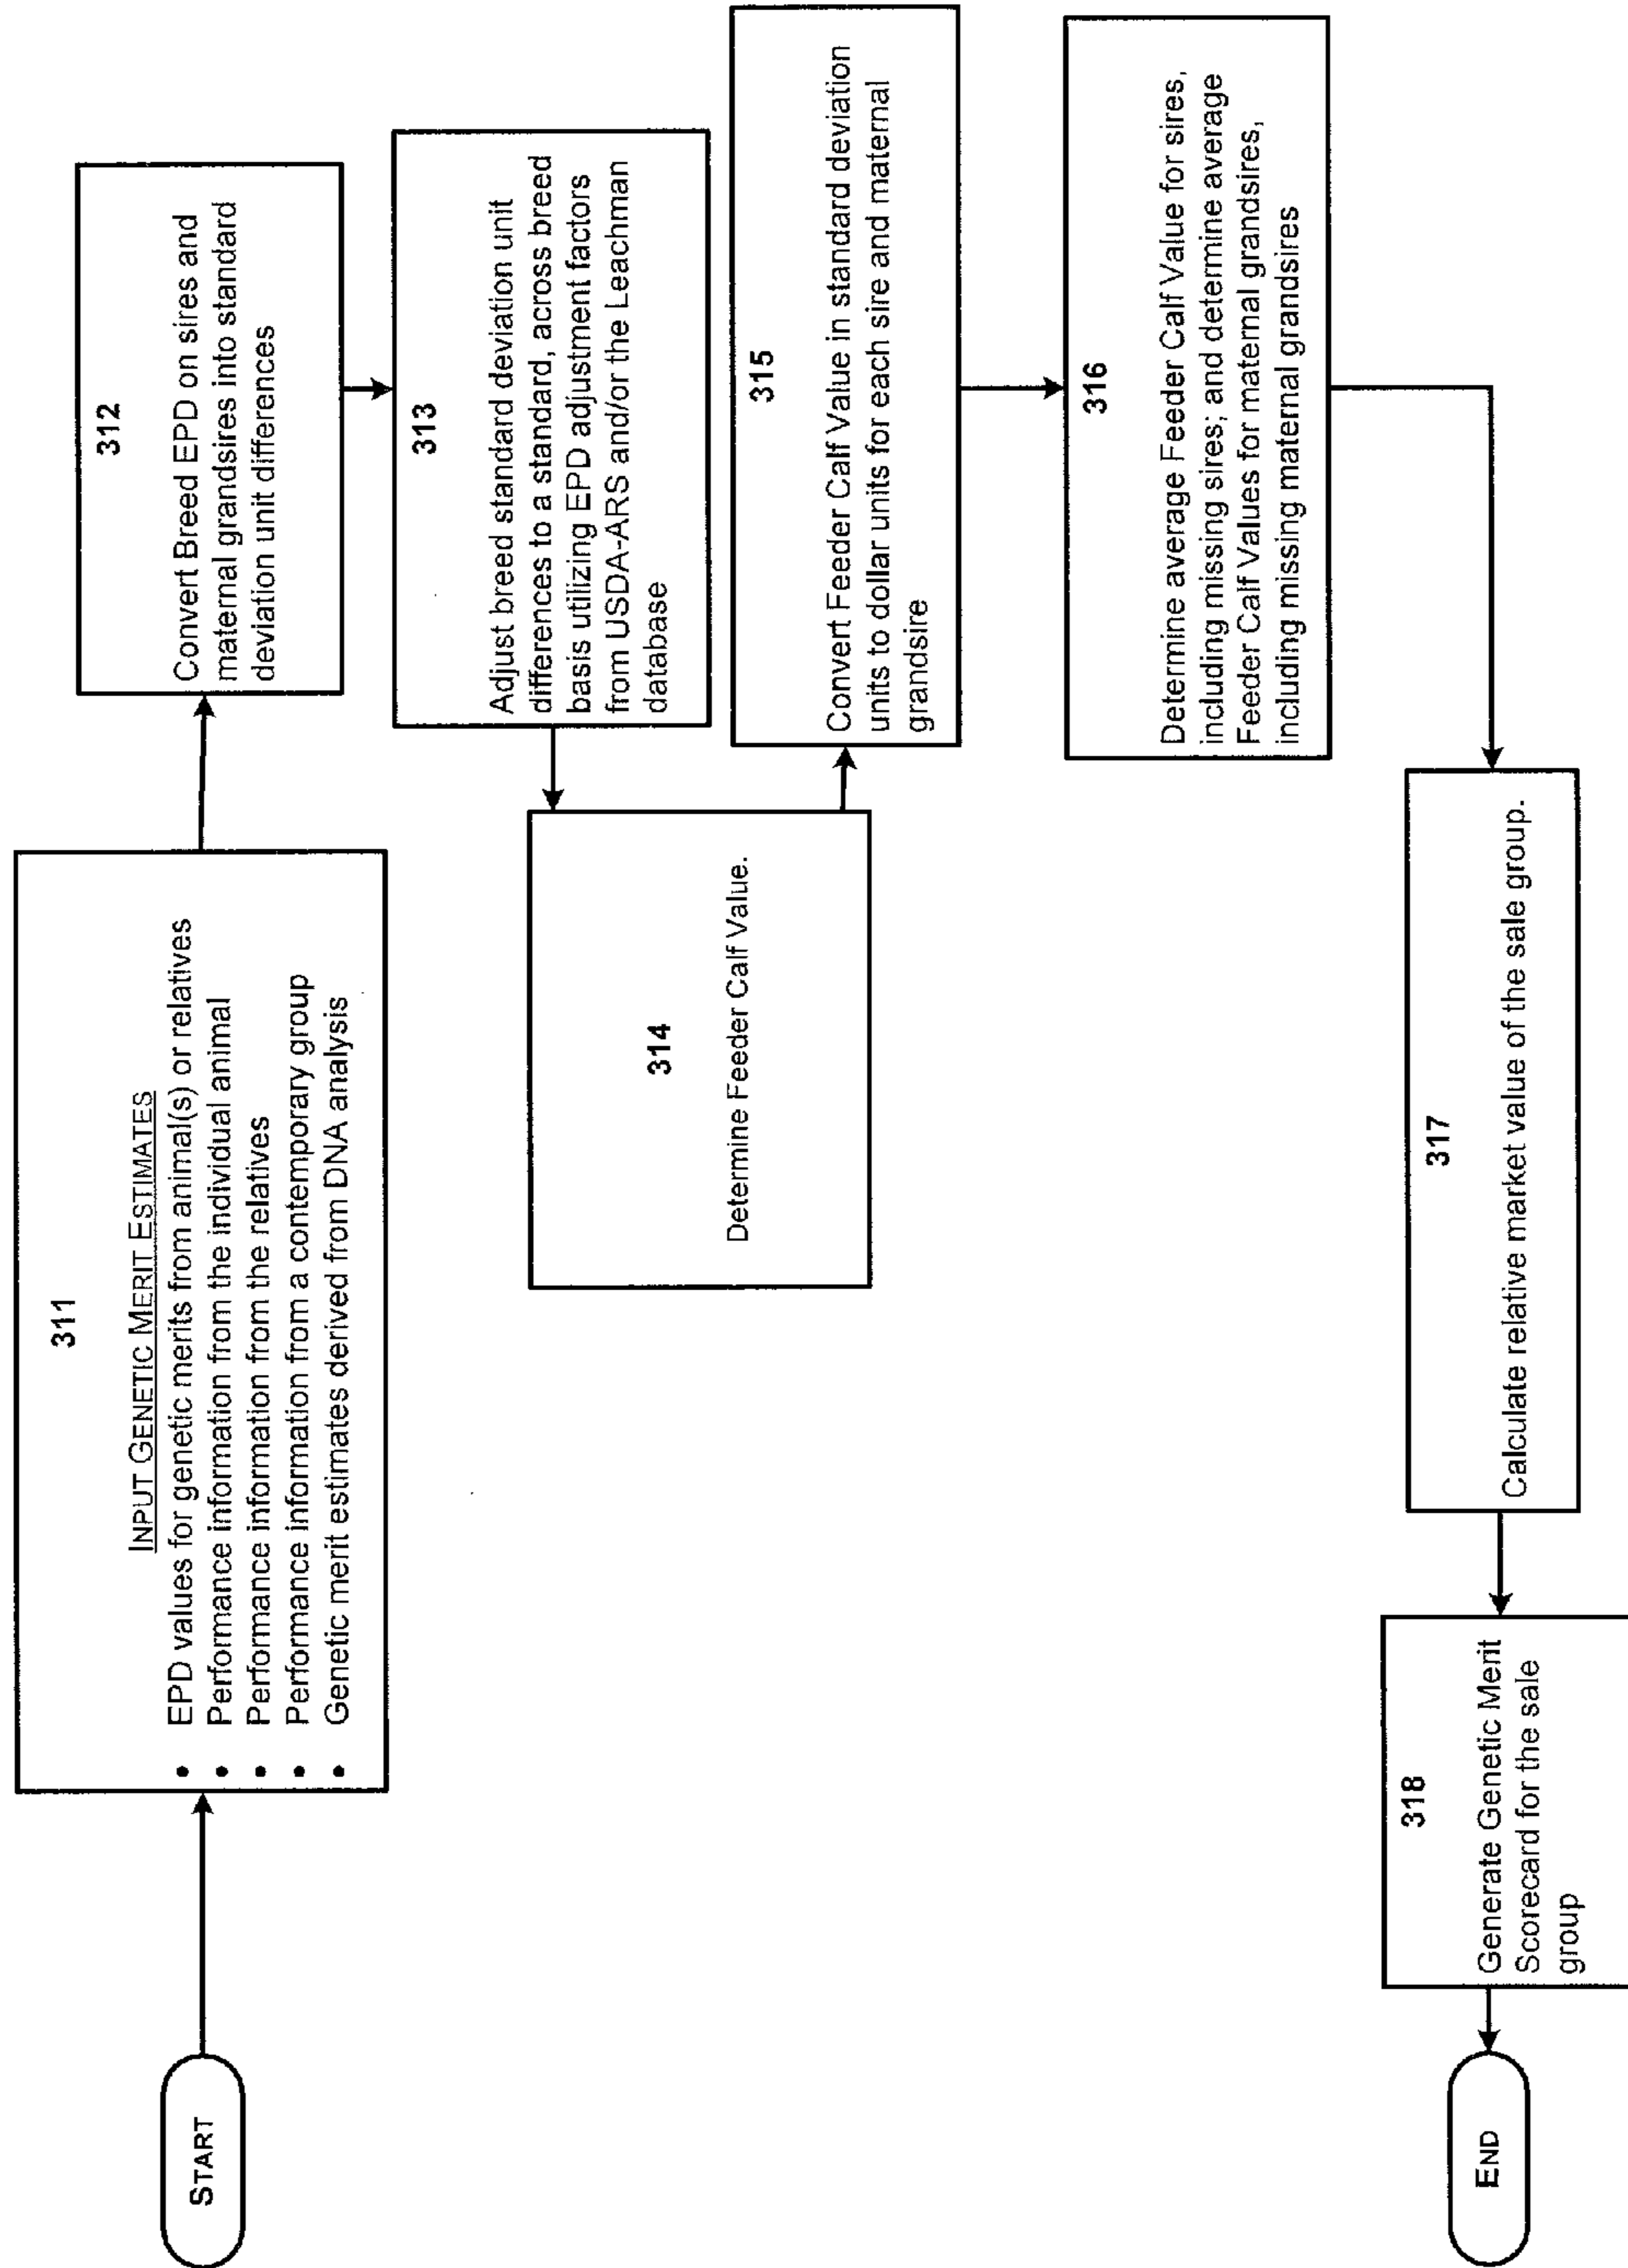 START
311
INPUT GENETIC MERIT ESTIMATES
• EPD values for genetic merits from animal(s) or relatives
• Performance information from the individual animal
• Performance information from the relatives
• Performance information from a contemporary group
• Genetic merit estimates derived from DNA analysis
312
Convert Breed EPD on sires and
maternal grandsires into standard
deviation unit differences
313
Adjust breed standard deviation unit
differences to a standard, across breed
basis utilizing EPD adjustment factors
from USDA-ARS and/or the Leachman
database
314
Determine Feeder Calf Value.
315
Convert Feeder Calf Value in standard deviation
units to dollar units for each sire and maternal
grandsire
316
Determine average Feeder Calf Value for sires,
including missing sires; and determine average
Feeder Calf Values for maternal grandsires,
including missing maternal grandsires
317
Calculate relative market value of the sale group.
318
Generate Genetic Merit
Scorecard for the sale
group
END